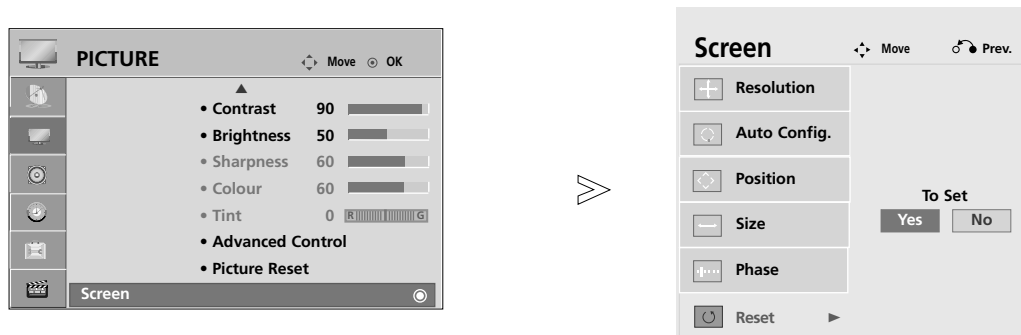 PICTURE
Move OK
• Contrast 90
• Brightness 50
• Sharpness 60
• Colour 60
• Tint 0 R G
• Advanced Control
• Picture Reset
Screen
Screen
Move Prev.
Resolution
Auto Config.
Position
Size
Phase
Reset
To Set
Yes No